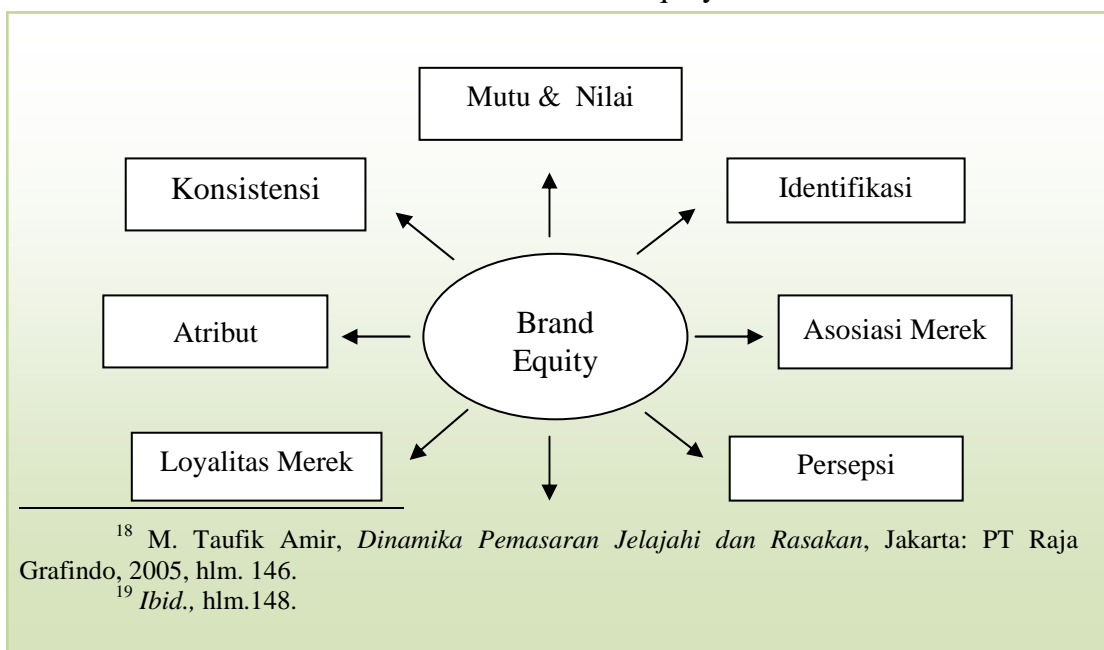 Mutu & Nilai
Konsistensi
Identifikasi
Atribut
Brand
Equity
Asosiasi Merek
Loyalitas Merek
Persepsi
18 M. Taufik Amir, Dinamika Pemasaran Jelajahi dan Rasakan, Jakarta: PT Raja
Grafindo, 2005, hlm. 146.
19 Ibid., hlm.148.